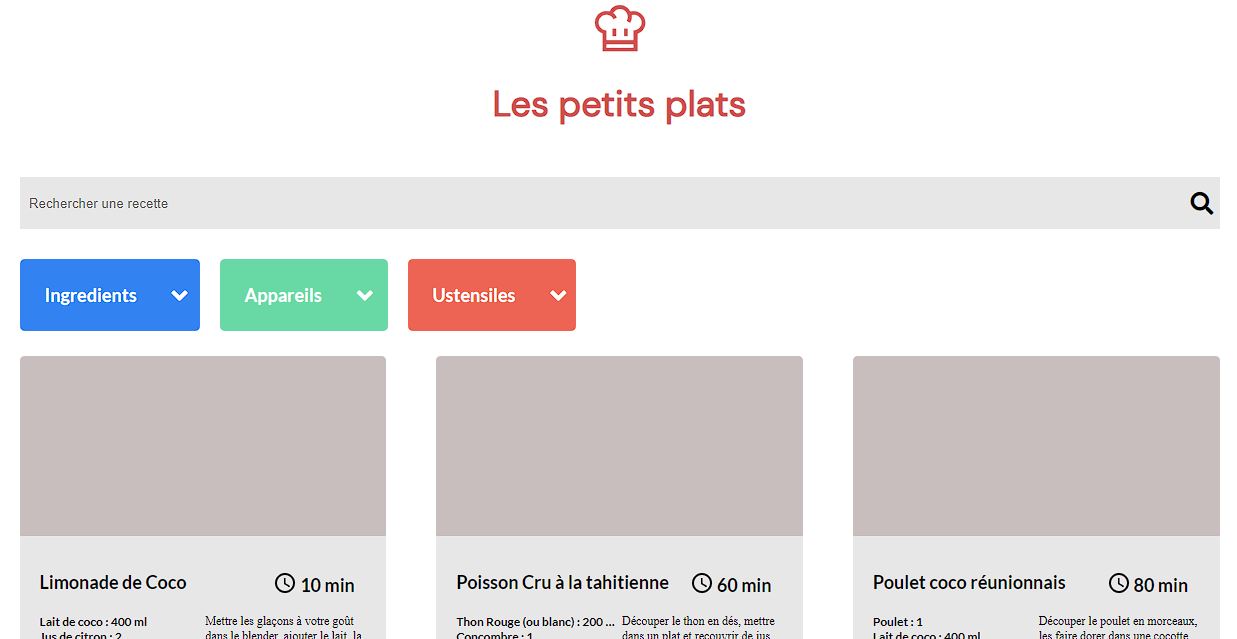 Les petits plats
Rechercher une recette
Ingredients
Appareils
Ustensiles
Limonade de Coco
10 min
Lait de coco : 400 ml
Jus de citron : 2
Mettre les glaçons à votre goût
dans le blender, ajouter le lait, la
Poisson Cru à la tahitienne
60 min
Thon Rouge (ou blanc) : 200 ...
Concombre : 1
Découper le thon en dés, mettre
dans un plat et recouvrir de jus
Poulet coco réunionnais
80 min
Poulet : 1
Lait de coco : 400 ml
Découper le poulet en morceaux,
les faire dorer dans une cocotte